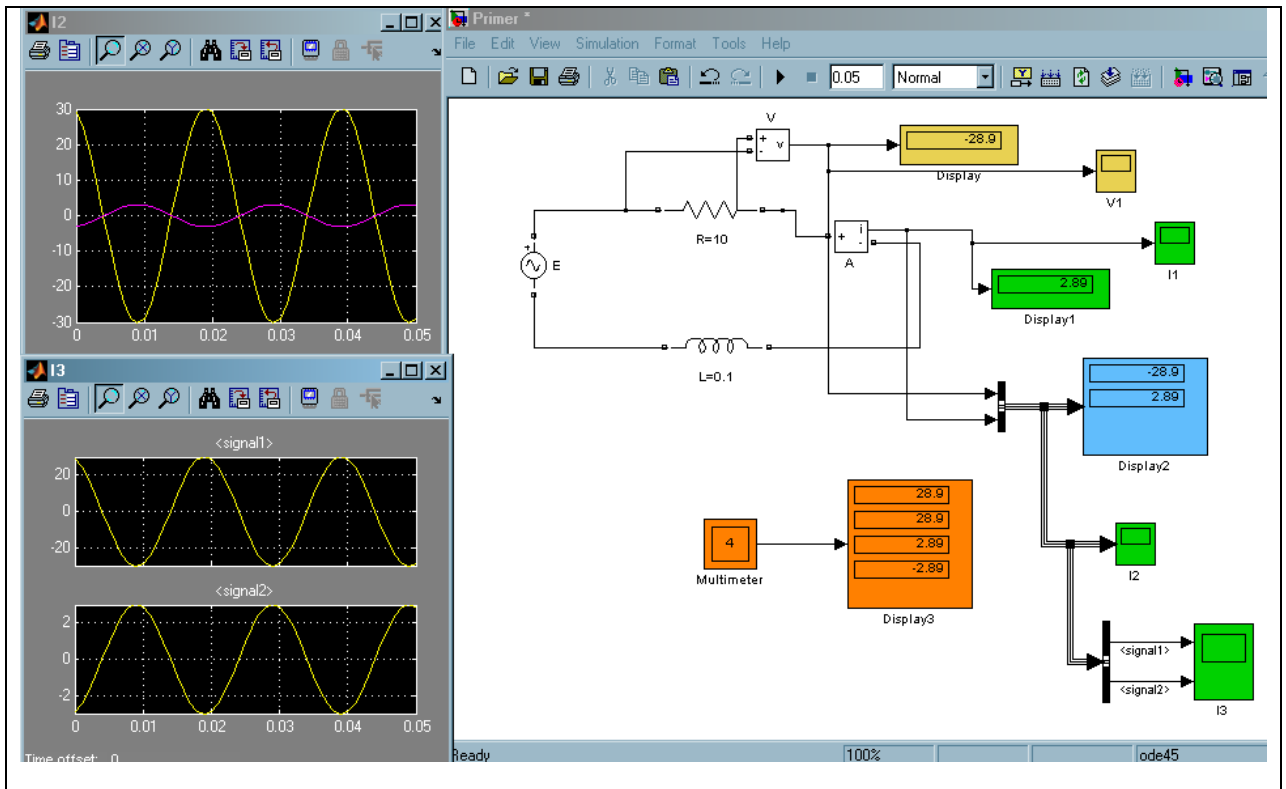 I2
30
20
10
0
-10
-20
-30
0 0.01 0.02 0.03 0.04 0.05
I3
<signal1>
20
0
-20
<signal2>
2
0
-2
0 0.01 0.02 0.03 0.04 0.05
Time offset: 0
Primer *
File Edit View Simulation Format Tools Help
0.05 Normal
V
+ v
-
-28.9
Display
V1
R=10
+ i
-
A
I1
2.89
Display1
+
E
L=0.1
-28.9
2.89
Display2
4
Multimeter
28.9
28.9
2.89
-2.89
Display3
I2
<signal1>
<signal2>
I3
Ready 100% ode45